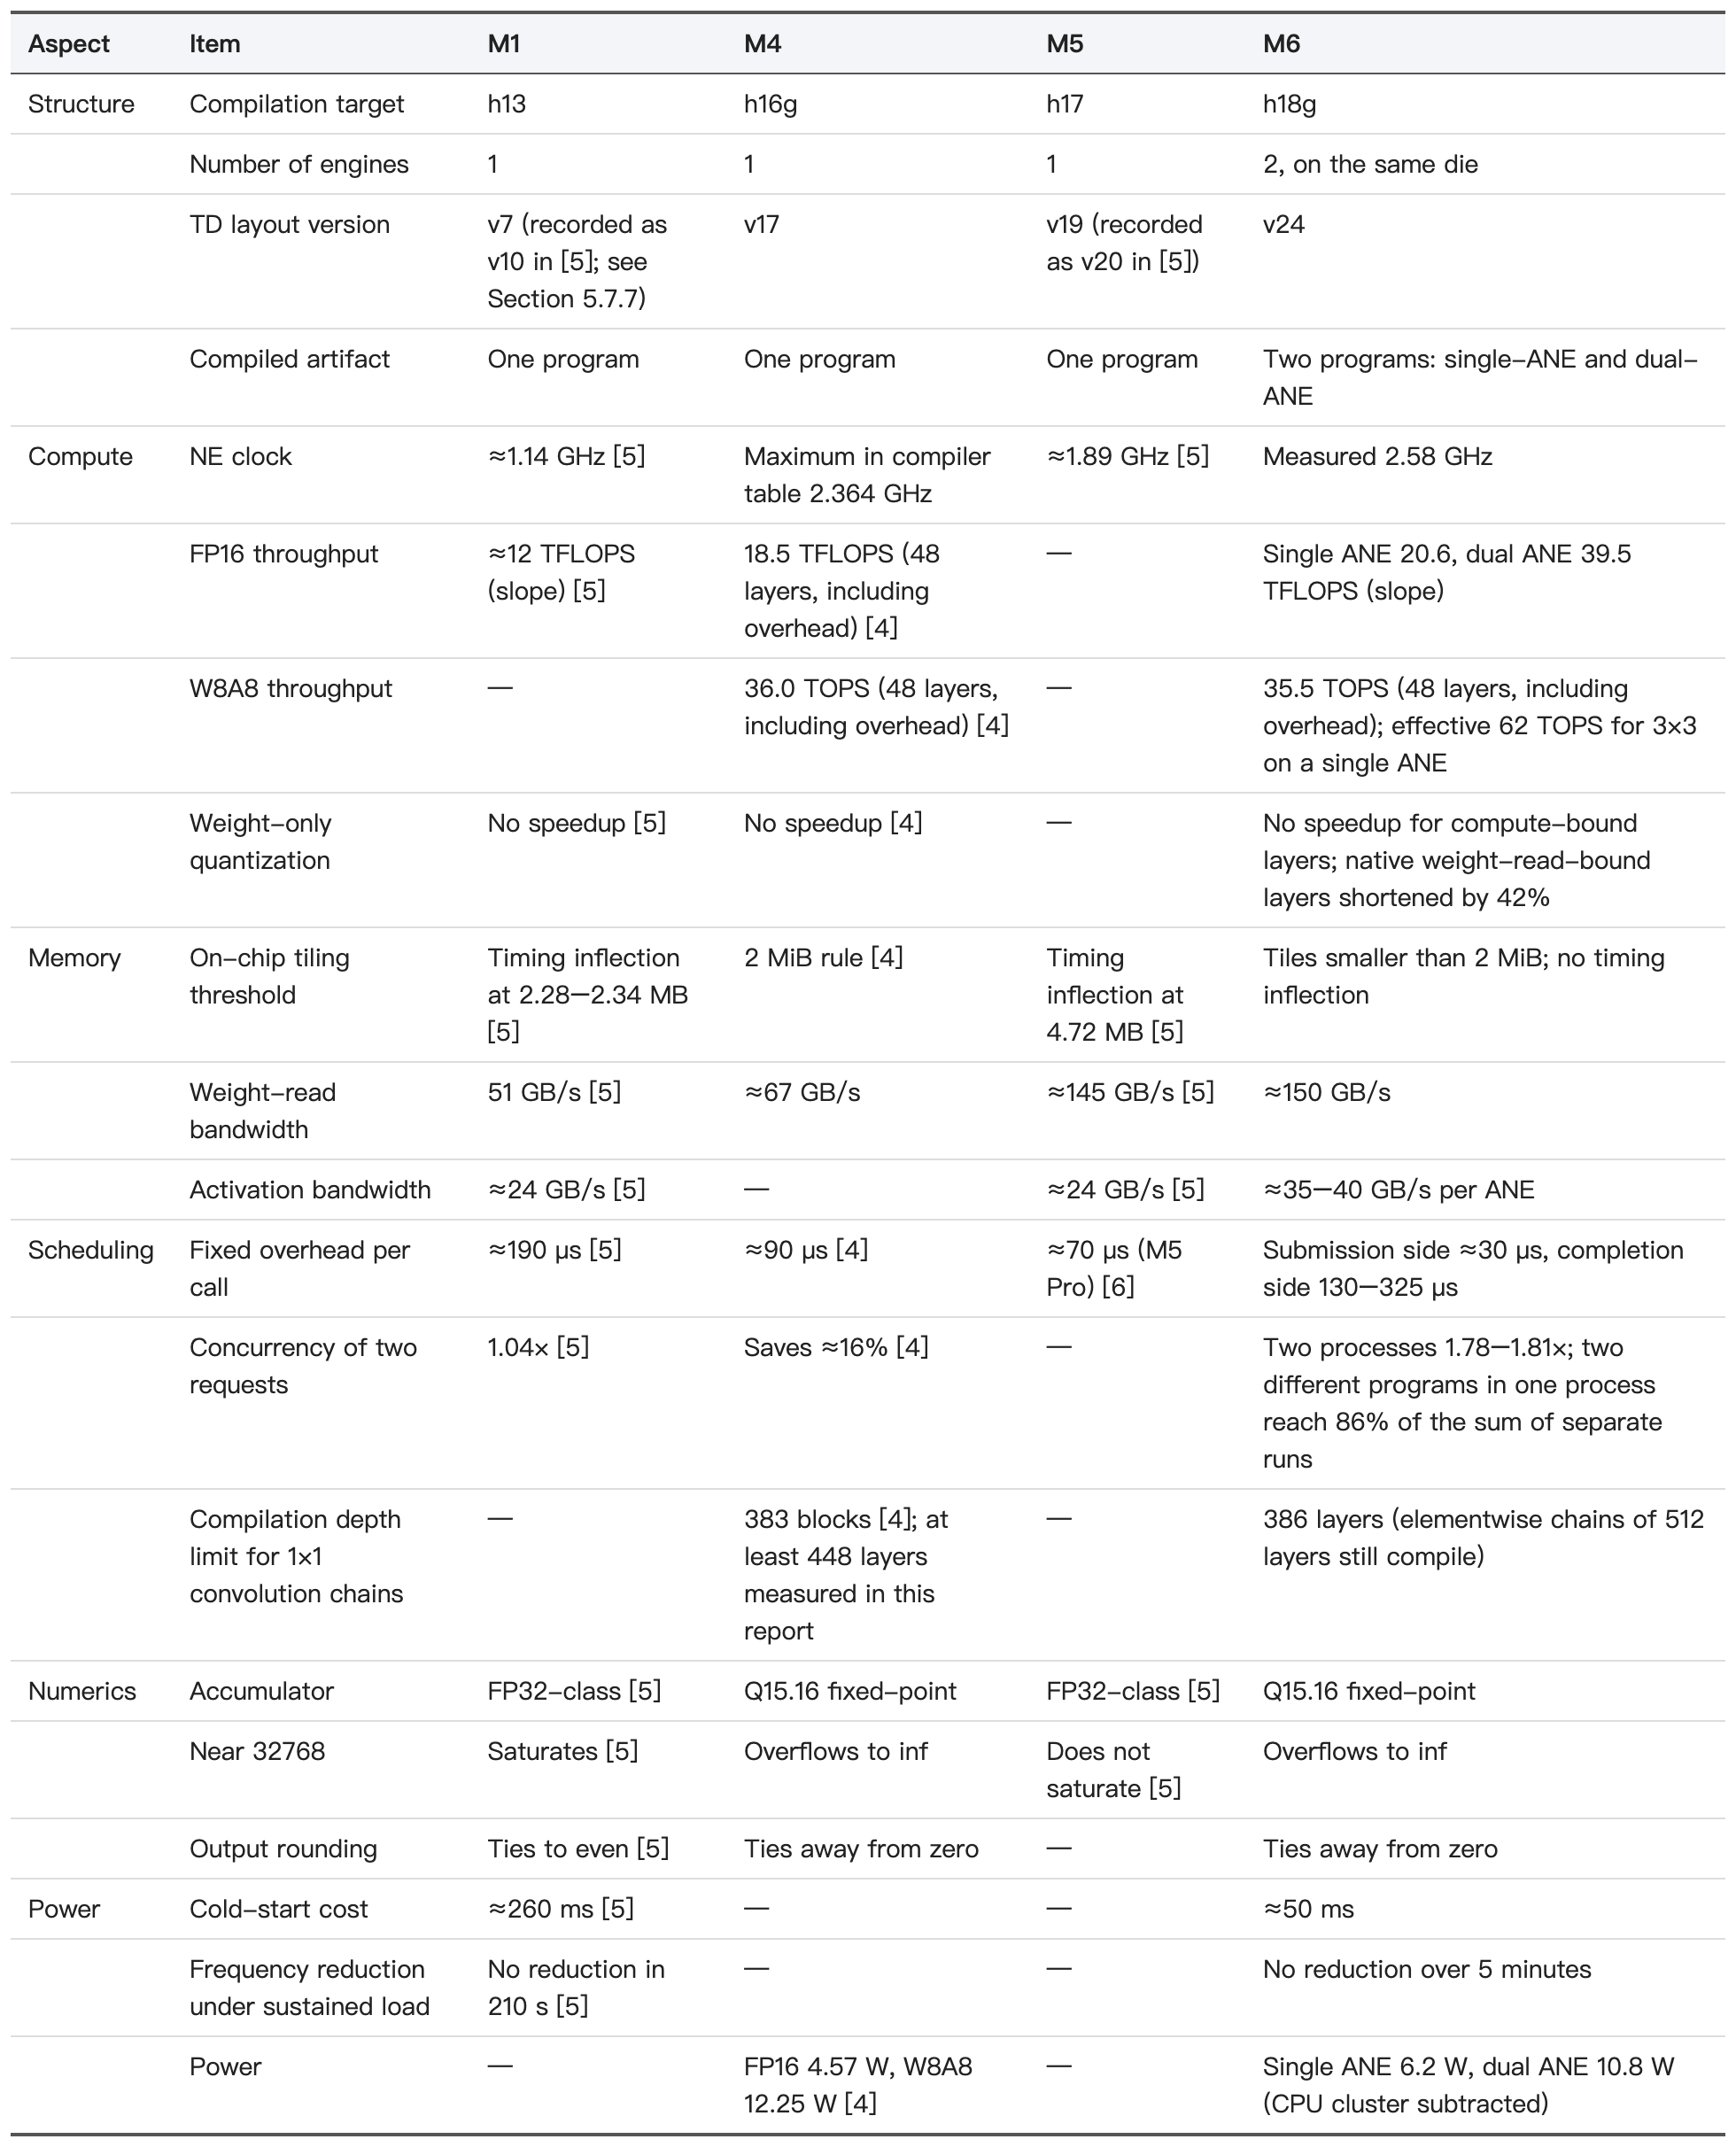 Aspect Item M1 M4 M5 M6
Structure Compilation target h13 h16g h17 h18g
Number of engines 1 1 1 2, on the same die
TD layout version v7 (recorded as v17 v19 (recorded v24
v10 in [5]; see as v20 in [5])
Section 5.7.7)
Compiled artifact One program One program One program Two programs: single–ANE and dual–
ANE
Compute NE clock ≈1.14 GHz [5] Maximum in compiler ≈1.89 GHz [5] Measured 2.58 GHz
table 2.364 GHz
FP16 throughput ≈12 TFLOPS 18.5 TFLOPS (48 — Single ANE 20.6, dual ANE 39.5
(slope) [5] layers, including TFLOPS (slope)
overhead) [4]
W8A8 throughput — 36.0 TOPS (48 layers, — 35.5 TOPS (48 layers, including
including overhead) [4] overhead); effective 62 TOPS for 3×3
on a single ANE
Weight–only No speedup [5] No speedup [4] — No speedup for compute–bound
quantization layers; native weight–read–bound
layers shortened by 42%
Memory On–chip tiling Timing inflection 2 MiB rule [4] Timing Tiles smaller than 2 MiB; no timing
threshold at 2.28—2.34 MB inflection at inflection
[5] 4.72 MB [5]
Weight–read 51 GB/s [5] ≈67 GB/s ≈145 GB/s [5] ≈150 GB/s
bandwidth
Activation bandwidth ≈24 GB/s [5] — ≈24 GB/s [5] ≈35—40 GB/s per ANE
Scheduling Fixed overhead per ≈190 μs [5] ≈90 μs [4] ≈70 μs (M5 Submission side ≈30 μs, completion
call Pro) [6] side 130—325 μs
Concurrency of two 1.04× [5] Saves ≈16% [4] — Two processes 1.78—1.81×; two
requests different programs in one process
reach 86% of the sum of separate
runs
Compilation depth — 383 blocks [4]; at — 386 layers (elementwise chains of 512
limit for 1×1 least 448 layers layers still compile)
convolution chains measured in this
report
Numerics Accumulator FP32–class [5] Q15.16 fixed–point FP32–class [5] Q15.16 fixed–point
Near 32768 Saturates [5] Overflows to inf Does not Overflows to inf
saturate [5]
Output rounding Ties to even [5] Ties away from zero — Ties away from zero
Power Cold–start cost ≈260 ms [5] — — ≈50 ms
Frequency reduction No reduction in — — No reduction over 5 minutes
under sustained load 210 s [5]
Power — FP16 4.57 W, W8A8 — Single ANE 6.2 W, dual ANE 10.8 W
12.25 W [4] (CPU cluster subtracted)